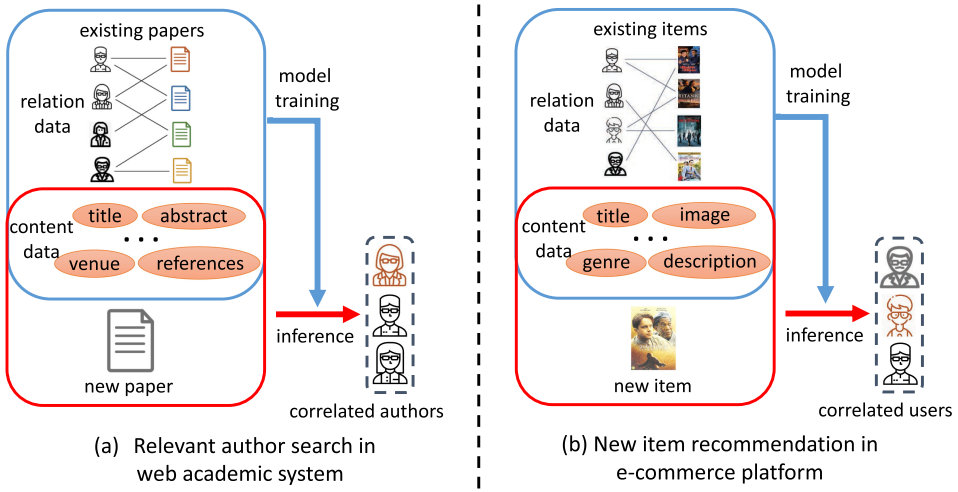 existing papers
relation
data
model
training
title
abstract
content
data
. . .
venue
references
new paper
inference
correlated authors
(a) Relevant author search in
web academic system
existing items
relation
data
model
training
title
image
content
data
. . .
genre
description
new item
inference
correlated users
(b) New item recommendation in
e-commerce platform